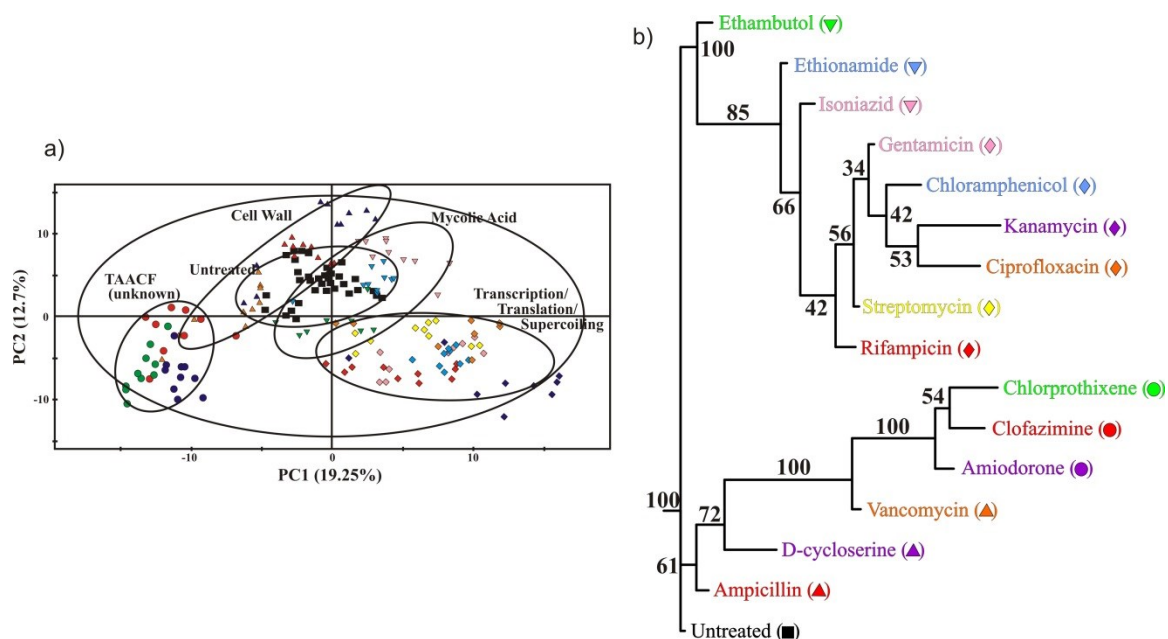 a)
Cell Wall
Mycolic Acid
Untreated
TAACF
(unknown)
Transcription/
Translation/
Supercoiling
10
0
-10
-10
0
10
PC2 (12.7%)
PC1 (19.25%)
b)
Ethambutol (▼)
100
Ethionamide (▼)
85
Isoniazid (▼)
Gentamicin (◆)
34
Chloramphenicol (◆)
42
66
Kanamycin (◆)
56
53
Ciprofloxacin (◆)
Streptomycin (◆)
42
Rifampicin (◆)
Chlorprothixene (●)
54
Clofazimine (●)
100
Amiodorone (●)
100
Vancomycin (▲)
100
72
D-cycloserine (▲)
61
Ampicillin (▲)
Untreated (■)